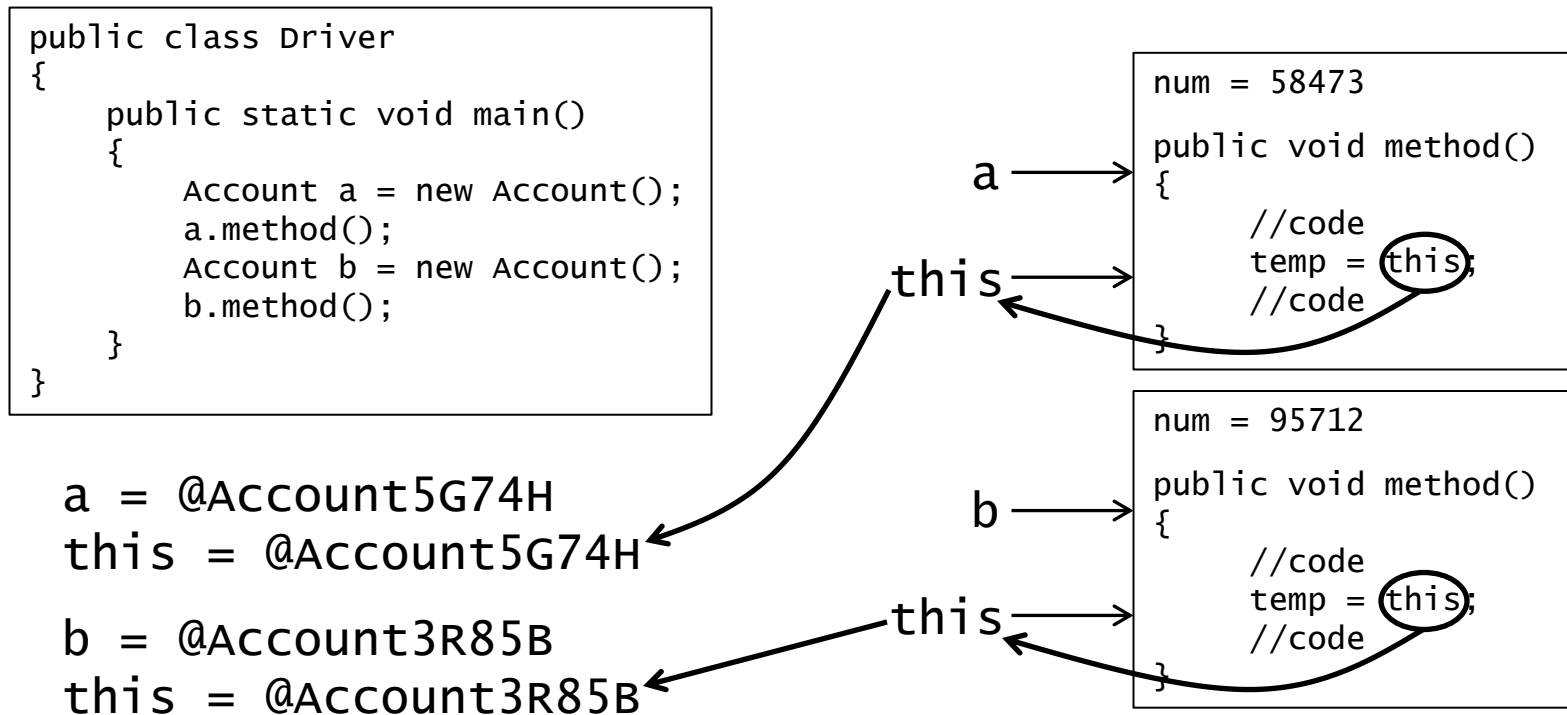 public class Driver
{
    public static void main()
    {
        Account a = new Account();
        a.method();
        Account b = new Account();
        b.method();
    }
}
a = @Account5G74H
this = @Account5G74H
b = @Account3R85B
this = @Account3R85B
a
this
num = 58473
public void method()
{
    //code
    temp = this;
    //code
}
b
this
num = 95712
public void method()
{
    //code
    temp = this;
    //code
}